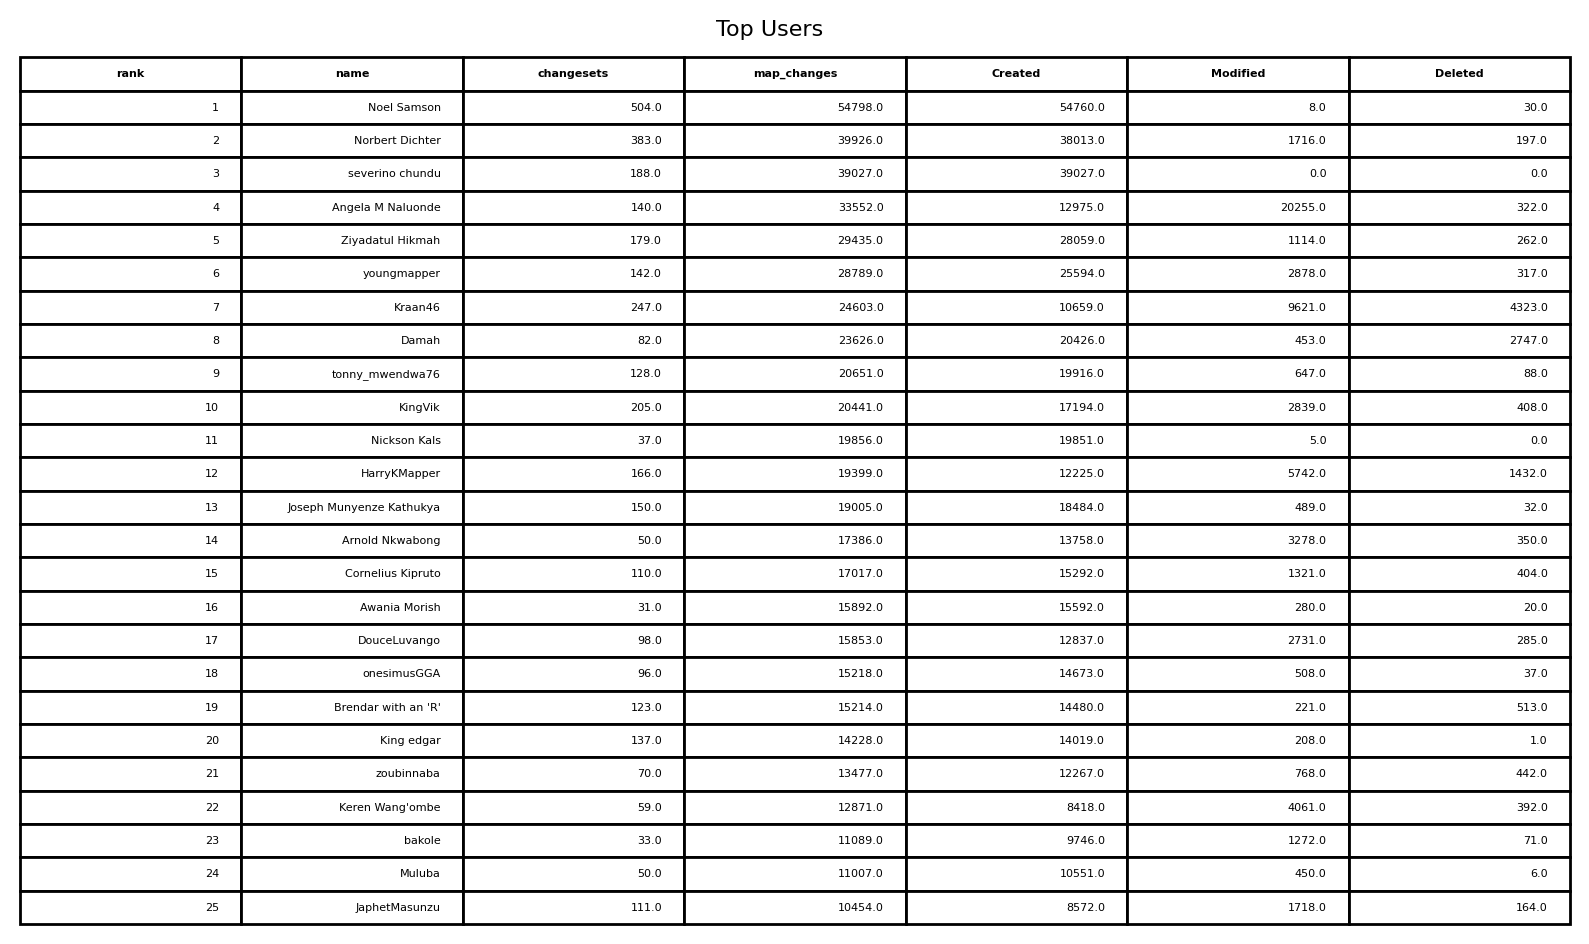 Top Users
rank name changesets map_changes Created Modified Deleted
1 Noel Samson 504.0 54798.0 54760.0 8.0 30.0
2 Norbert Dichter 383.0 39926.0 38013.0 1716.0 197.0
3 severino chundu 188.0 39027.0 39027.0 0.0 0.0
4 Angela M Naluonde 140.0 33552.0 12975.0 20255.0 322.0
5 Ziyadatul Hikmah 179.0 29435.0 28059.0 1114.0 262.0
6 youngmapper 142.0 28789.0 25594.0 2878.0 317.0
7 Kraan46 247.0 24603.0 10659.0 9621.0 4323.0
8 Damah 82.0 23626.0 20426.0 453.0 2747.0
9 tonny_mwendwa76 128.0 20651.0 19916.0 647.0 88.0
10 KingVik 205.0 20441.0 17194.0 2839.0 408.0
11 Nickson Kals 37.0 19856.0 19851.0 5.0 0.0
12 HarryKMapper 166.0 19399.0 12225.0 5742.0 1432.0
13 Joseph Munyenze Kathukya 150.0 19005.0 18484.0 489.0 32.0
14 Arnold Nkwabong 50.0 17386.0 13758.0 3278.0 350.0
15 Cornelius Kipruto 110.0 17017.0 15292.0 1321.0 404.0
16 Awania Morish 31.0 15892.0 15592.0 280.0 20.0
17 DouceLuvango 98.0 15853.0 12837.0 2731.0 285.0
18 onesimusGGA 96.0 15218.0 14673.0 508.0 37.0
19 Brendar with an 'R' 123.0 15214.0 14480.0 221.0 513.0
20 King edgar 137.0 14228.0 14019.0 208.0 1.0
21 zoubinnaba 70.0 13477.0 12267.0 768.0 442.0
22 Keren Wang'ombe 59.0 12871.0 8418.0 4061.0 392.0
23 bakole 33.0 11089.0 9746.0 1272.0 71.0
24 Muluba 50.0 11007.0 10551.0 450.0 6.0
25 JaphetMasunzu 111.0 10454.0 8572.0 1718.0 164.0